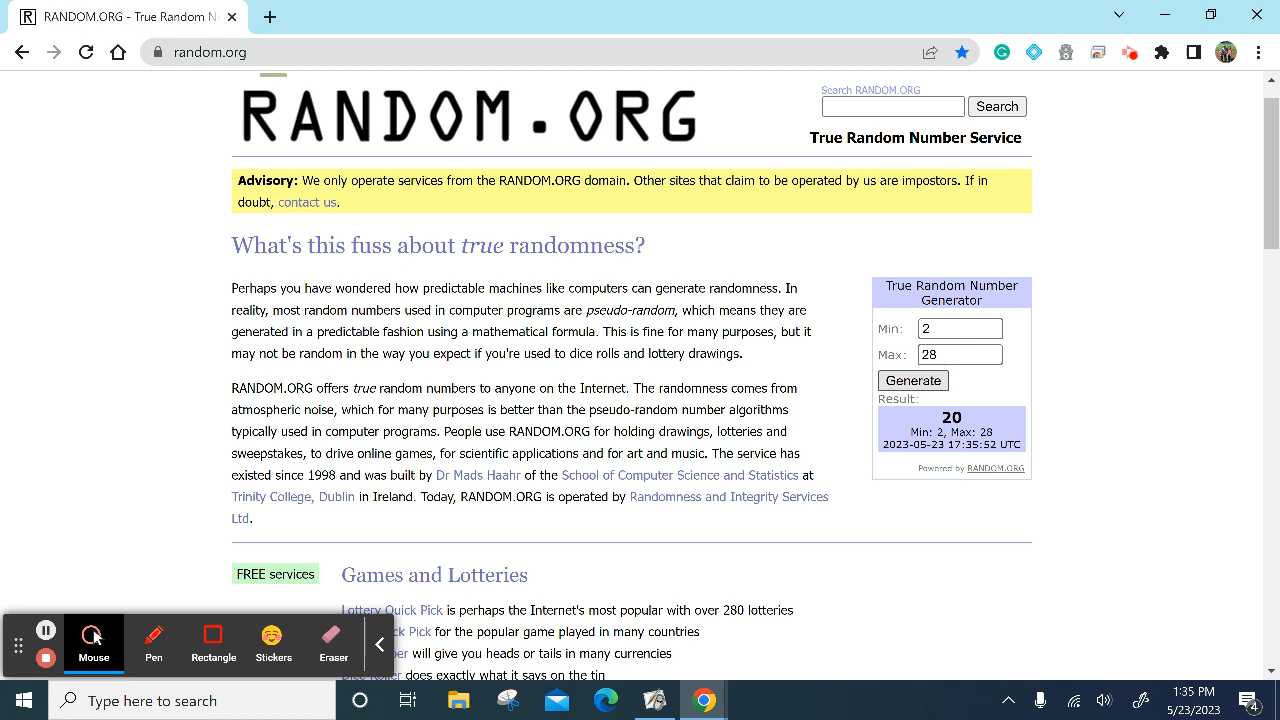 RANDOM.ORG - True Random N
random.org
RANDOM.ORG
Search RANDOM.ORG
Search
True Random Number Service
Advisory: We only operate services from the RANDOM.ORG domain. Other sites that claim to be operated by us are impostors. If in
doubt, contact us.
What's this fuss about true randomness?
Perhaps you have wondered how predictable machines like computers can generate randomness. In
reality, most random numbers used in computer programs are pseudo-random, which means they are
generated in a predictable fashion using a mathematical formula. This is fine for many purposes, but it
may not be random in the way you expect if you're used to dice rolls and lottery drawings.
RANDOM.ORG offers true random numbers to anyone on the Internet. The randomness comes from
atmospheric noise, which for many purposes is better than the pseudo-random number algorithms
typically used in computer programs. People use RANDOM.ORG for holding drawings, lotteries and
sweepstakes, to drive online games, for scientific applications and for art and music. The service has
existed since 1998 and was built by Dr Mads Haahr of the School of Computer Science and Statistics at
Trinity College, Dublin in Ireland. Today, RANDOM.ORG is operated by Randomness and Integrity Services
Ltd.
True Random Number
Generator
Min: 2
Max: 28
Generate
Result:
20
Min: 2, Max: 28
2023-05-23 17:35:52 UTC
Powered by RANDOM.ORG
FREE services
Games and Lotteries
Lottery Quick Pick is perhaps the Internet's most popular with over 280 lotteries
Pick for the popular game played in many countries
will give you heads or tails in many currencies
does exactly what it says on the tin
Mouse
Pen
Rectangle
Stickers
Eraser
Type here to search
1:35 PM
5/23/2023
4